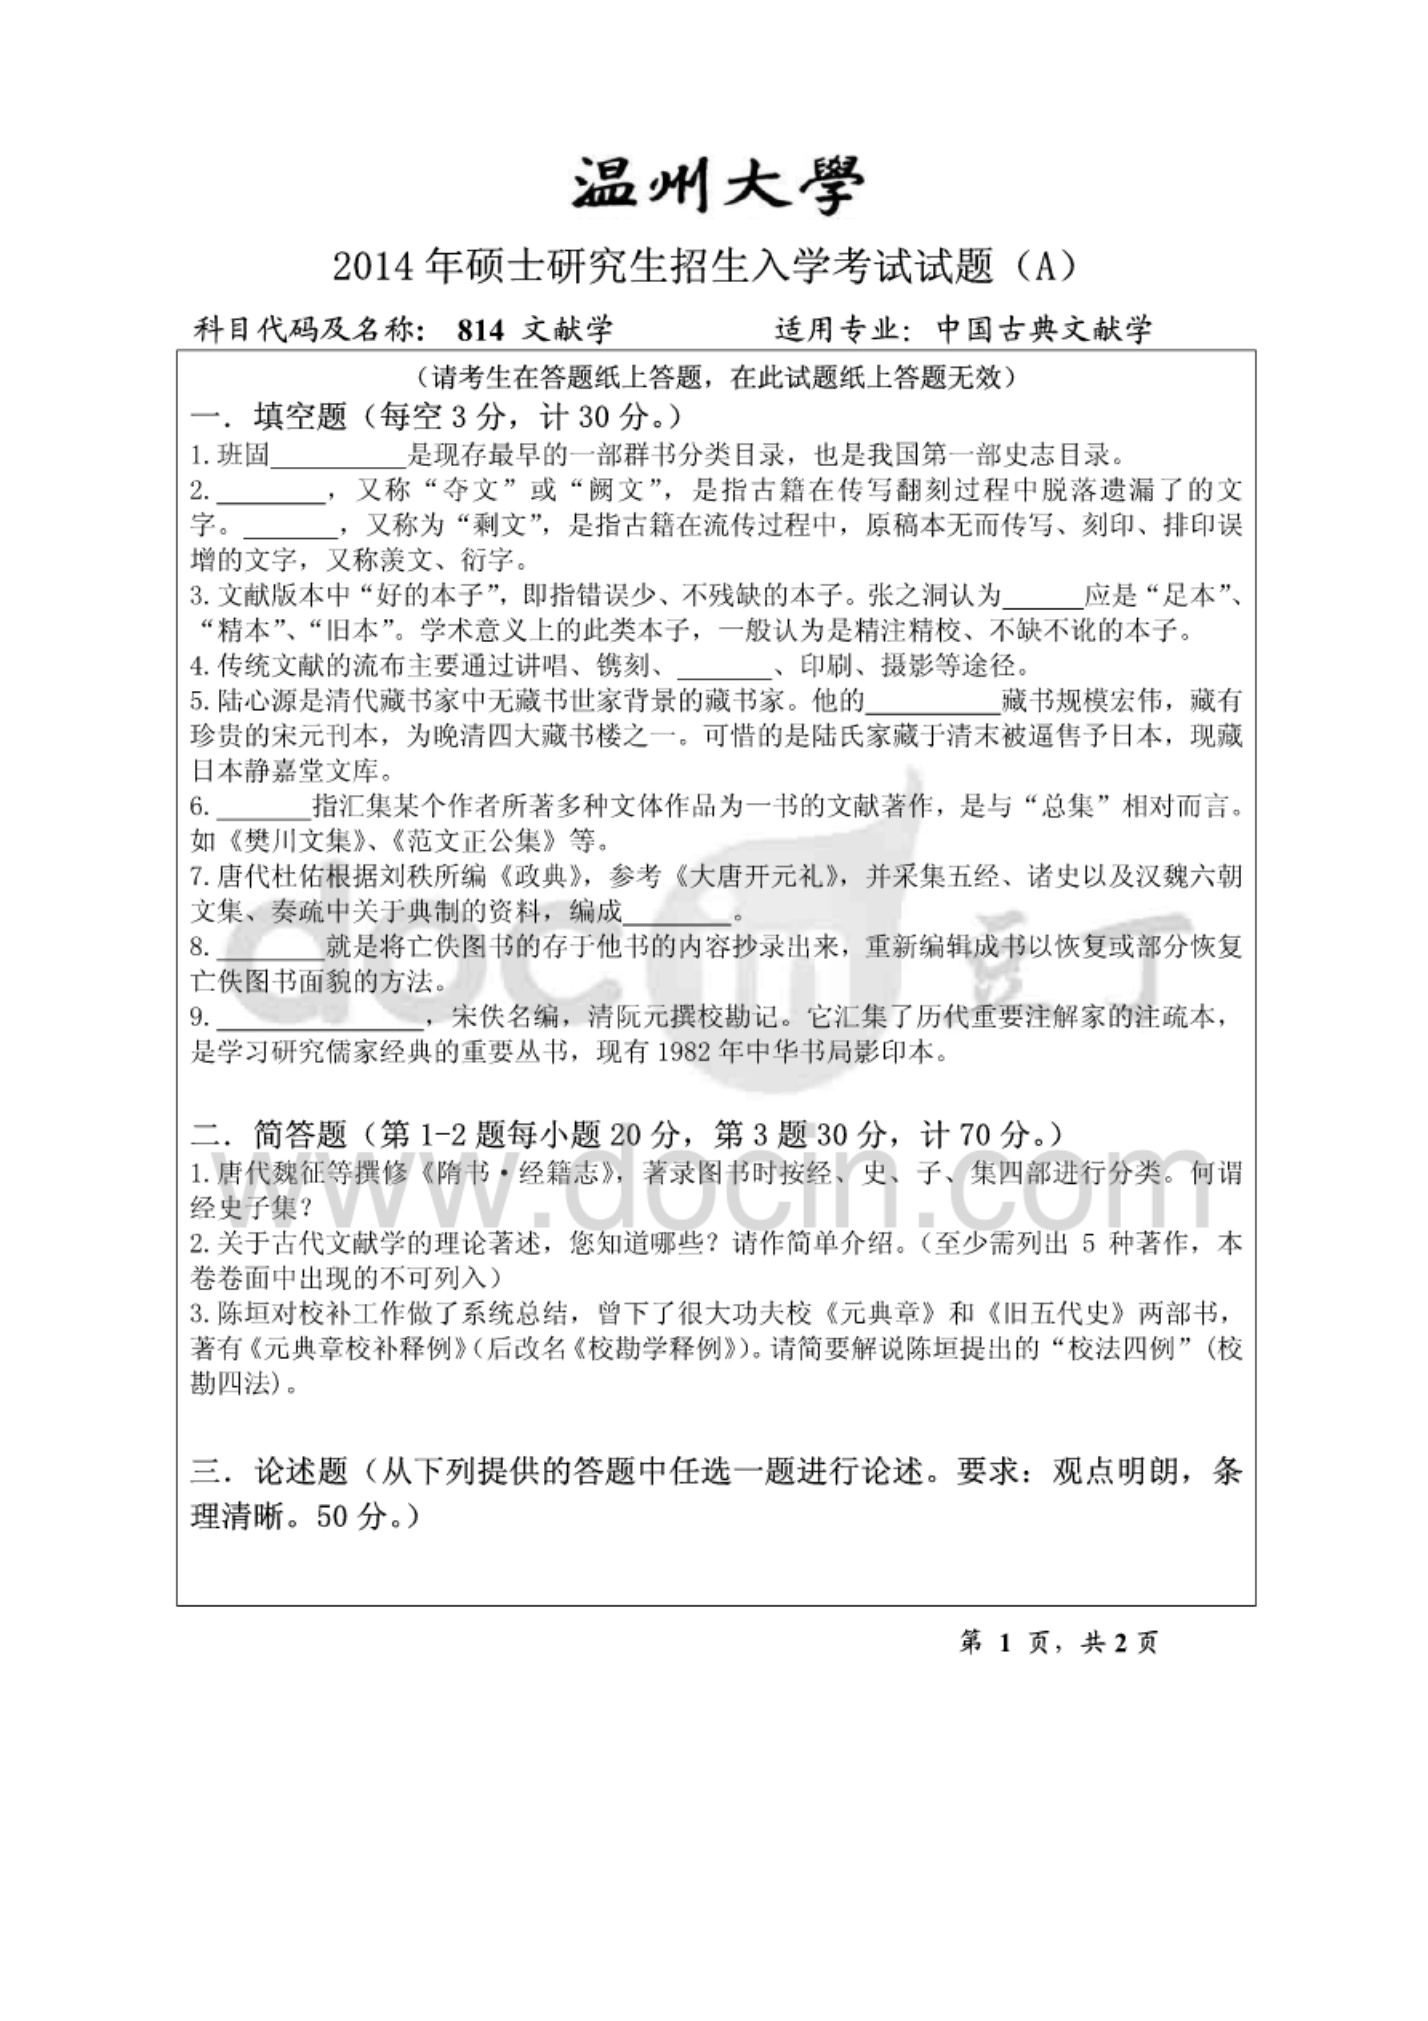 温州大學
2014年硕士研究生招生入学考试试题（A）
科目代码及名称： 814 文献学 适用专业：中国古典文献学
（请考生在答题纸上答题，在此试题纸上答题无效）
一．填空题（每空3分，计30分。）
1.班固__________是现存最早的一部群书分类目录，也是我国第一部史志目录。
2.________，又称“夺文”或“阙文”，是指古籍在传写翻刻过程中脱落遗漏了的文
字。_______，又称为“剩文”，是指古籍在流传过程中，原稿本无而传写、刻印、排印误
增的文字，又称羡文、衍字。
3.文献版本中“好的本子”，即指错误少、不残缺的本子。张之洞认为______应是“足本”、
“精本”、“旧本”。学术意义上的此类本子，一般认为是精注精校、不缺不讹的本子。
4.传统文献的流布主要通过讲唱、镌刻、_______、印刷、摄影等途径。
5.陆心源是清代藏书家中无藏书世家背景的藏书家。他的__________藏书规模宏伟，藏有
珍贵的宋元刊本，为晚清四大藏书楼之一。可惜的是陆氏家藏于清末被逼售予日本，现藏
日本静嘉堂文库。
6._______指汇集某个作者所著多种文体作品为一书的文献著作，是与“总集”相对而言。
如《樊川文集》、《范文正公集》等。
7.唐代杜佑根据刘秩所编《政典》，参考《大唐开元礼》，并采集五经、诸史以及汉魏六朝
文集、奏疏中关于典制的资料，编成________。
8.________就是将亡佚图书的存于他书的内容抄录出来，重新编辑成书以恢复或部分恢复
亡佚图书面貌的方法。
9._______________，宋佚名编，清阮元撰校勘记。它汇集了历代重要注解家的注疏本，
是学习研究儒家经典的重要丛书，现有1982年中华书局影印本。
二．简答题（第1-2题每小题20分，第3题30分，计70分。）
1.唐代魏征等撰修《隋书·经籍志》，著录图书时按经、史、子、集四部进行分类。何谓
经史子集？
2.关于古代文献学的理论著述，您知道哪些？请作简单介绍。（至少需列出 5 种著作，本
卷卷面中出现的不可列入）
3.陈垣对校补工作做了系统总结，曾下了很大功夫校《元典章》和《旧五代史》两部书，
著有《元典章校补释例》（后改名《校勘学释例》）。请简要解说陈垣提出的“校法四例”(校
勘四法)。
三．论述题（从下列提供的答题中任选一题进行论述。要求：观点明朗，条
理清晰。50分。）
第 1 页，共 2 页
docin 豆丁
www.docin.com